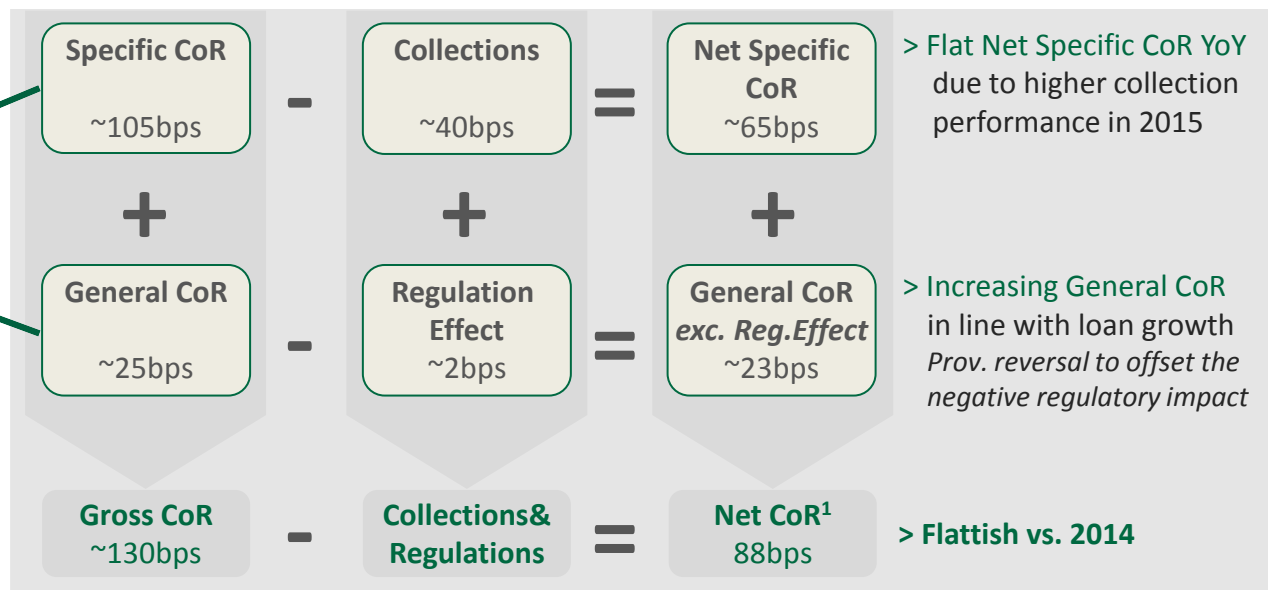 Specific CoR
~105bps
-
Collections
~40bps
=
Net Specific
CoR
~65bps
> Flat Net Specific CoR YoY
due to higher collection
performance in 2015
+
+
+
General CoR
~25bps
-
Regulation
Effect
~2bps
=
General CoR
exc. Reg.Effect
~23bps
> Increasing General CoR
in line with loan growth
Prov. reversal to offset the
negative regulatory impact
Gross CoR
~130bps
-
Collections&
Regulations
=
Net CoR¹
88bps
> Flattish vs. 2014